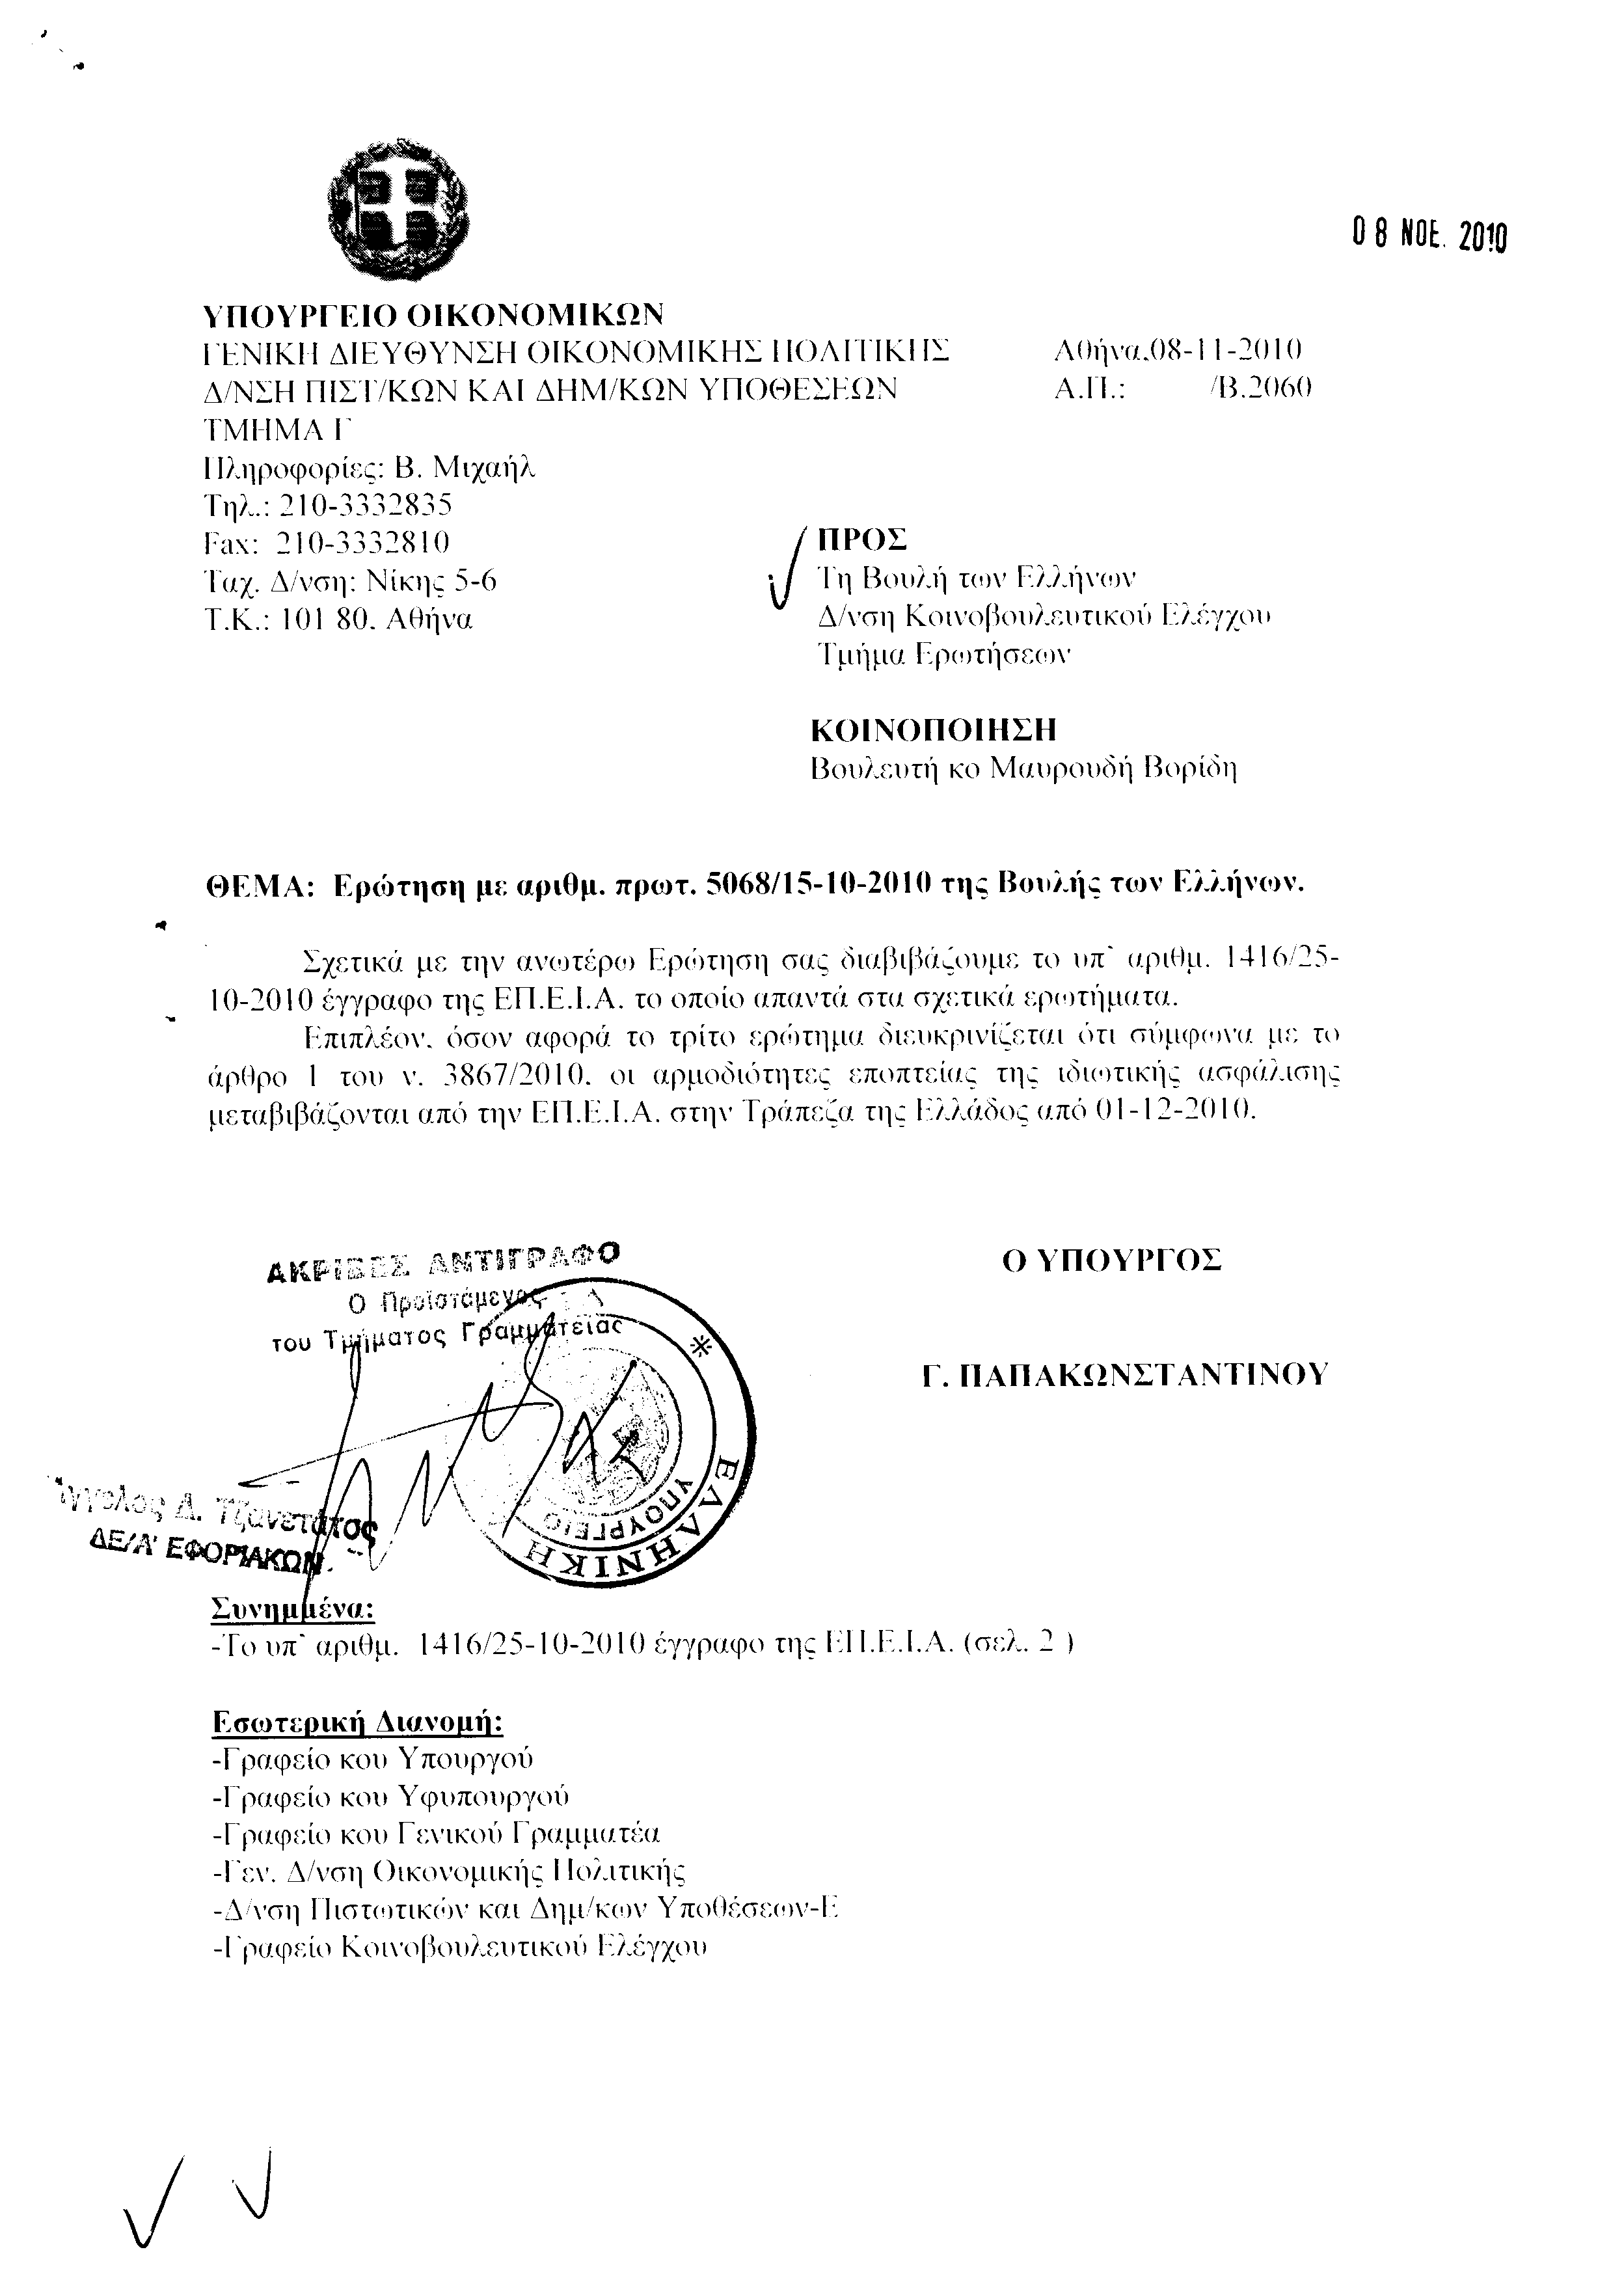 08 ΝΟΕ. 2010
ΥΠΟΥΡΓΕΙΟ ΟΙΚΟΝΟΜΙΚΩΝ
ΓΕΝΙΚΗ ΔΙΕΥΘΥΝΣΗ ΟΙΚΟΝΟΜΙΚΗΣ ΠΟΛΙΤΙΚΗΣ
Αθήνα,08-11-2010
Δ/ΝΣΗ ΠΙΣΤ/ΚΩΝ ΚΑΙ ΔΗΜ/ΚΩΝ ΥΠΟΘΕΣΕΩΝ
Α.Π.: /Β.2060
ΤΜΗΜΑ Γ
Πληροφορίες: Β. Μιχαήλ
Τηλ.: 210-3332835
Fax: 210-3332810
Ταχ. Δ/νση: Νίκης 5-6
Τ.Κ.: 101 80. Αθήνα
ΠΡΟΣ
Τη Βουλή των Ελλήνων
Δ/νση Κοινοβουλευτικού Ελέγχου
Τμήμα Ερωτήσεων
ΚΟΙΝΟΠΟΙΗΣΗ
Βουλευτή κο Μαυρουδή Βορίδη
ΘΕΜΑ: Ερώτηση με αριθμ. πρωτ. 5068/15-10-2010 της Βουλής των Ελλήνων.
Σχετικά με την ανωτέρω Ερώτηση σας διαβιβάζουμε το υπ΄ αριθμ. 1416/25-
10-2010 έγγραφο της ΕΠ.Ε.Ι.Α. το οποίο απαντά στα σχετικά ερωτήματα.
Επιπλέον, όσον αφορά το τρίτο ερώτημα διευκρινίζεται ότι σύμφωνα με το
άρθρο 1 του ν. 3867/2010, οι αρμοδιότητες εποπτείας της ιδιωτικής ασφάλισης
μεταβιβάζονται από την ΕΠ.Ε.Ι.Α. στην Τράπεζα της Ελλάδος από 01-12-2010.
ΑΚΡΙΒΕΣ ΑΝΤΙΓΡΑΦΟ
Ο Προϊστάμενος
του Τμήματος Γραμματείας
Ο ΥΠΟΥΡΓΟΣ
Γ. ΠΑΠΑΚΩΝΣΤΑΝΤΙΝΟΥ
ΕΛΛΗΝΙΚΗ
ΥΠΟΥΡΓΕΙΟ
Δ. Τζανετάτος
ΔΕ/Α' ΕΦΟΡΙΑΚΩΝ
Συνημμένα:
-Το υπ΄ αριθμ. 1416/25-10-2010 έγγραφο της ΕΠ.Ε.Ι.Α. (σελ. 2 )
Εσωτερική Διανομή:
-Γραφείο κου Υπουργού
-Γραφείο κου Υφυπουργού
-Γραφείο κου Γενικού Γραμματέα
-Γεν. Δ/νση Οικονομικής Πολιτικής
-Δ/νση Πιστωτικών και Δημ/κων Υποθέσεων-Ε
-Γραφείο Κοινοβουλευτικού Ελέγχου